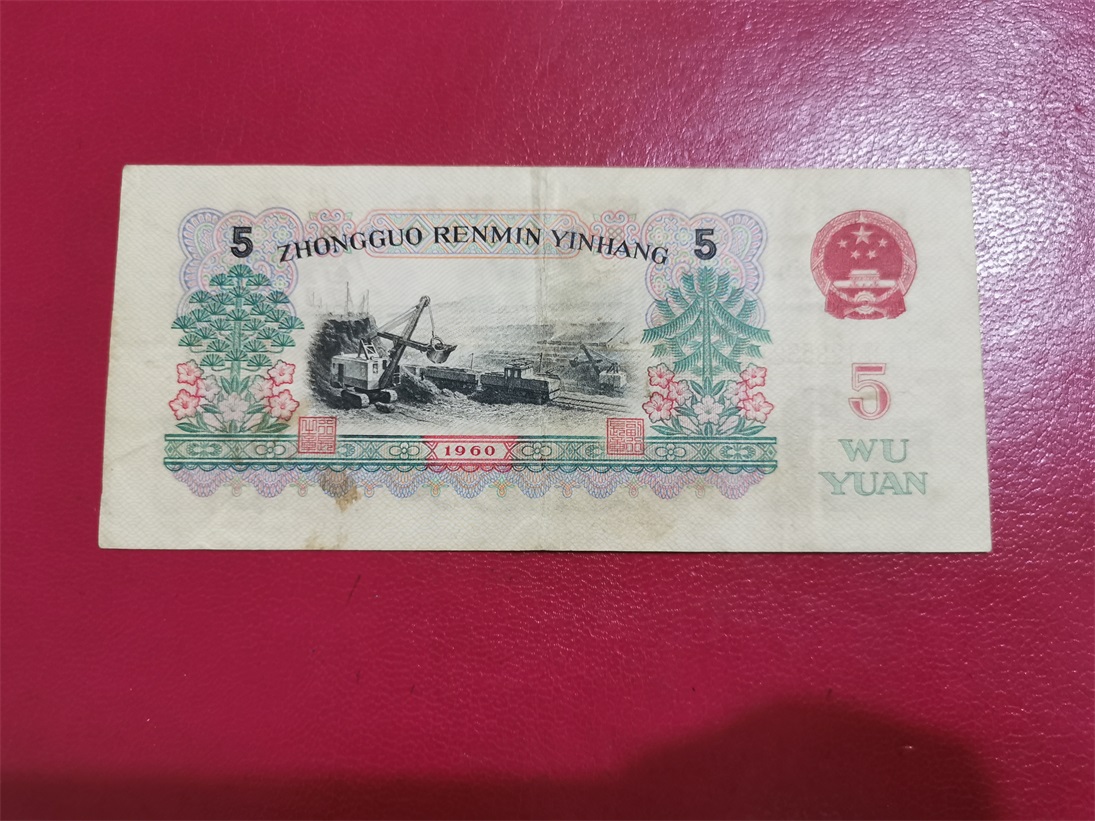 5 ZHONGGUO RENMIN YINHANG 5
1960
5
WU
YUAN